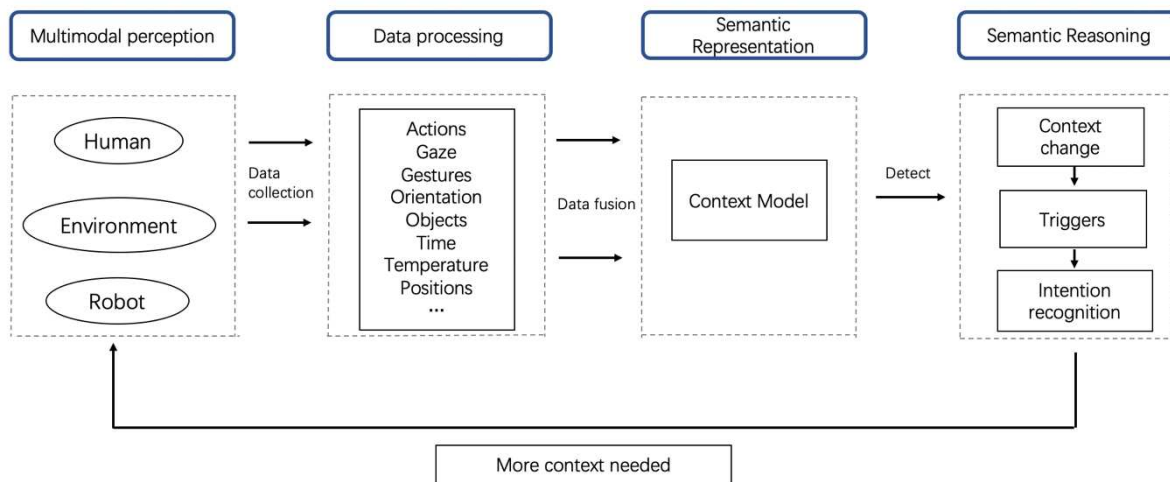 Multimodal perception
Data processing
Semantic
Representation
Semantic Reasoning
Human
Environment
Robot
Data
collection
Actions
Gaze
Gestures
Orientation
Objects
Time
Temperature
Positions
...
Data fusion
Context Model
Detect
Context
change
Triggers
Intention
recognition
More context needed